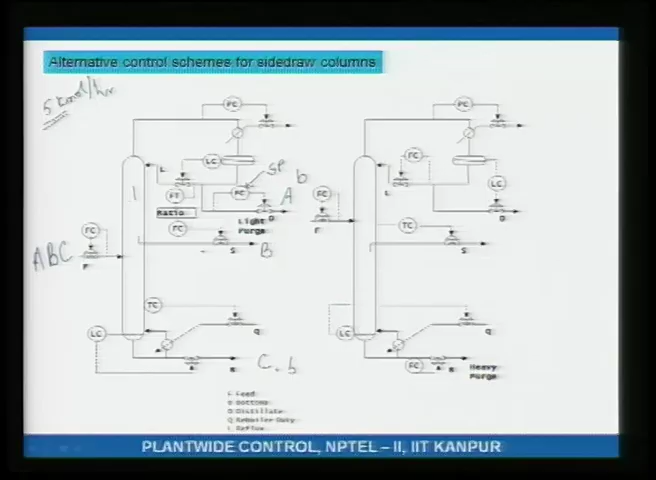 Alternative control schemes for sidedraw columns
5 kmol/hr
PC
PC
LC
SP
FC
FT
FC
L
L
LC
b
A
Ratio
D
D
Light
Purge
FC
FC
FC
TC
ABC
F
F
S
B
S
TC
LC
Q
LC
Q
B
C, b
FC
B
Heavy
Purge
F Feed
B Bottoms
D Distillate
Q Reboiler Duty
L Reflux
PLANTWIDE CONTROL, NPTEL – II, IIT KANPUR